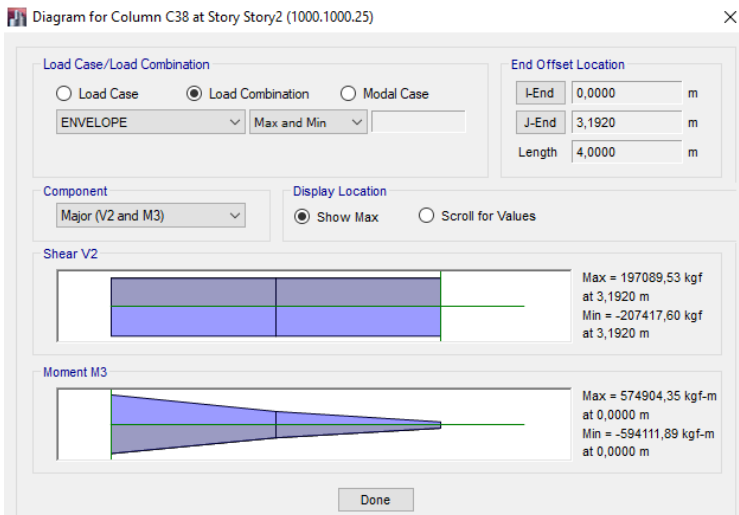 Diagram for Column C38 at Story Story2 (1000.1000.25)
Load Case/Load Combination
Load Case Load Combination Modal Case
ENVELOPE Max and Min
End Offset Location
I-End 0,0000 m
J-End 3,1920 m
Length 4,0000 m
Component
Major (V2 and M3)
Display Location
Show Max Scroll for Values
Shear V2
Max = 197089,53 kgf
at 3,1920 m
Min = -207417,60 kgf
at 3,1920 m
Moment M3
Max = 574904,35 kgf-m
at 0,0000 m
Min = -594111,89 kgf-m
at 0,0000 m
Done